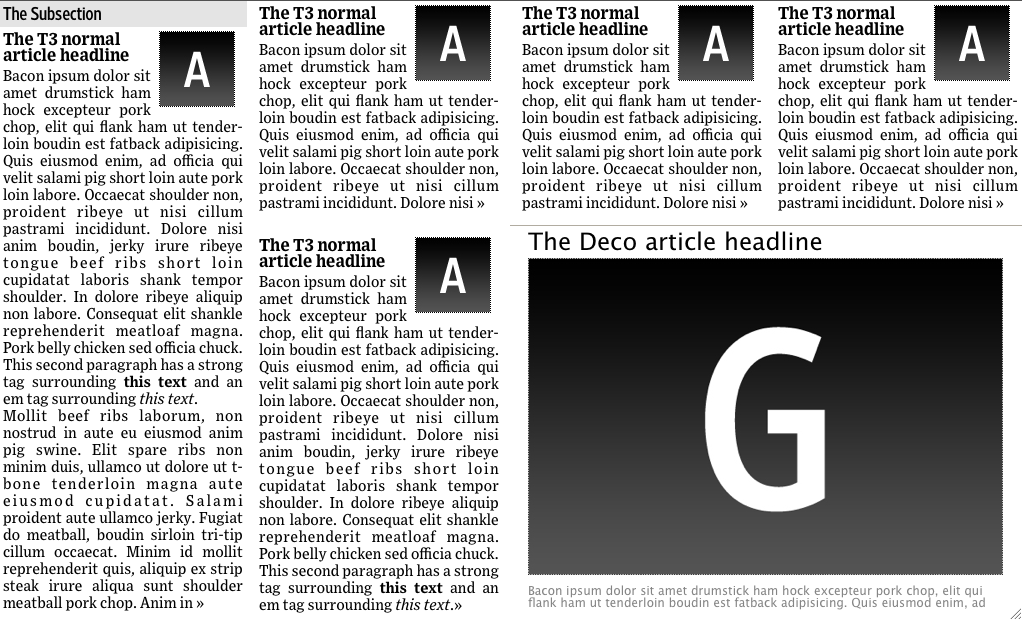 The Subsection
The T3 normal
article headline
A
Bacon ipsum dolor sit
amet drumstick ham
hock excepteur pork
chop, elit qui flank ham ut tender-
loin boudin est fatback adipisicing.
Quis eiusmod enim, ad officia qui
velit salami pig short loin aute pork
loin labore. Occaecat shoulder non,
proident ribeye ut nisi cillum
pastrami incididunt. Dolore nisi
anim boudin, jerky irure ribeye
tongue beef ribs short loin
cupidatat laboris shank tempor
shoulder. In dolore ribeye aliquip
non labore. Consequat elit shankle
reprehenderit meatloaf magna.
Pork belly chicken sed officia chuck.
This second paragraph has a strong
tag surrounding this text and an
em tag surrounding this text.
Mollit beef ribs laborum, non
nostrud in aute eu eiusmod anim
pig swine. Elit spare ribs non
minim duis, ullamco ut dolore ut t-
bone tenderloin magna aute
eiusmod cupidatat. Salami
proident aute ullamco jerky. Fugiat
do meatball, boudin sirloin tri-tip
cillum occaecat. Minim id mollit
reprehenderit quis, aliquip ex strip
steak irure aliqua sunt shoulder
meatball pork chop. Anim in »
The T3 normal
article headline
A
Bacon ipsum dolor sit
amet drumstick ham
hock excepteur pork
chop, elit qui flank ham ut tender-
loin boudin est fatback adipisicing.
Quis eiusmod enim, ad officia qui
velit salami pig short loin aute pork
loin labore. Occaecat shoulder non,
proident ribeye ut nisi cillum
pastrami incididunt. Dolore nisi »
The T3 normal
article headline
A
Bacon ipsum dolor sit
amet drumstick ham
hock excepteur pork
chop, elit qui flank ham ut tender-
loin boudin est fatback adipisicing.
Quis eiusmod enim, ad officia qui
velit salami pig short loin aute pork
loin labore. Occaecat shoulder non,
proident ribeye ut nisi cillum
pastrami incididunt. Dolore nisi
anim boudin, jerky irure ribeye
tongue beef ribs short loin
cupidatat laboris shank tempor
shoulder. In dolore ribeye aliquip
non labore. Consequat elit shankle
reprehenderit meatloaf magna.
Pork belly chicken sed officia chuck.
This second paragraph has a strong
tag surrounding this text and an
em tag surrounding this text.»
The T3 normal
article headline
A
Bacon ipsum dolor sit
amet drumstick ham
hock excepteur pork
chop, elit qui flank ham ut tender-
loin boudin est fatback adipisicing.
Quis eiusmod enim, ad officia qui
velit salami pig short loin aute pork
loin labore. Occaecat shoulder non,
proident ribeye ut nisi cillum
pastrami incididunt. Dolore nisi »
The T3 normal
article headline
A
Bacon ipsum dolor sit
amet drumstick ham
hock excepteur pork
chop, elit qui flank ham ut tender-
loin boudin est fatback adipisicing.
Quis eiusmod enim, ad officia qui
velit salami pig short loin aute pork
loin labore. Occaecat shoulder non,
proident ribeye ut nisi cillum
pastrami incididunt. Dolore nisi »
The Deco article headline
G
Bacon ipsum dolor sit amet drumstick ham hock excepteur pork chop, elit qui
flank ham ut tenderloin boudin est fatback adipisicing. Quis eiusmod enim, ad